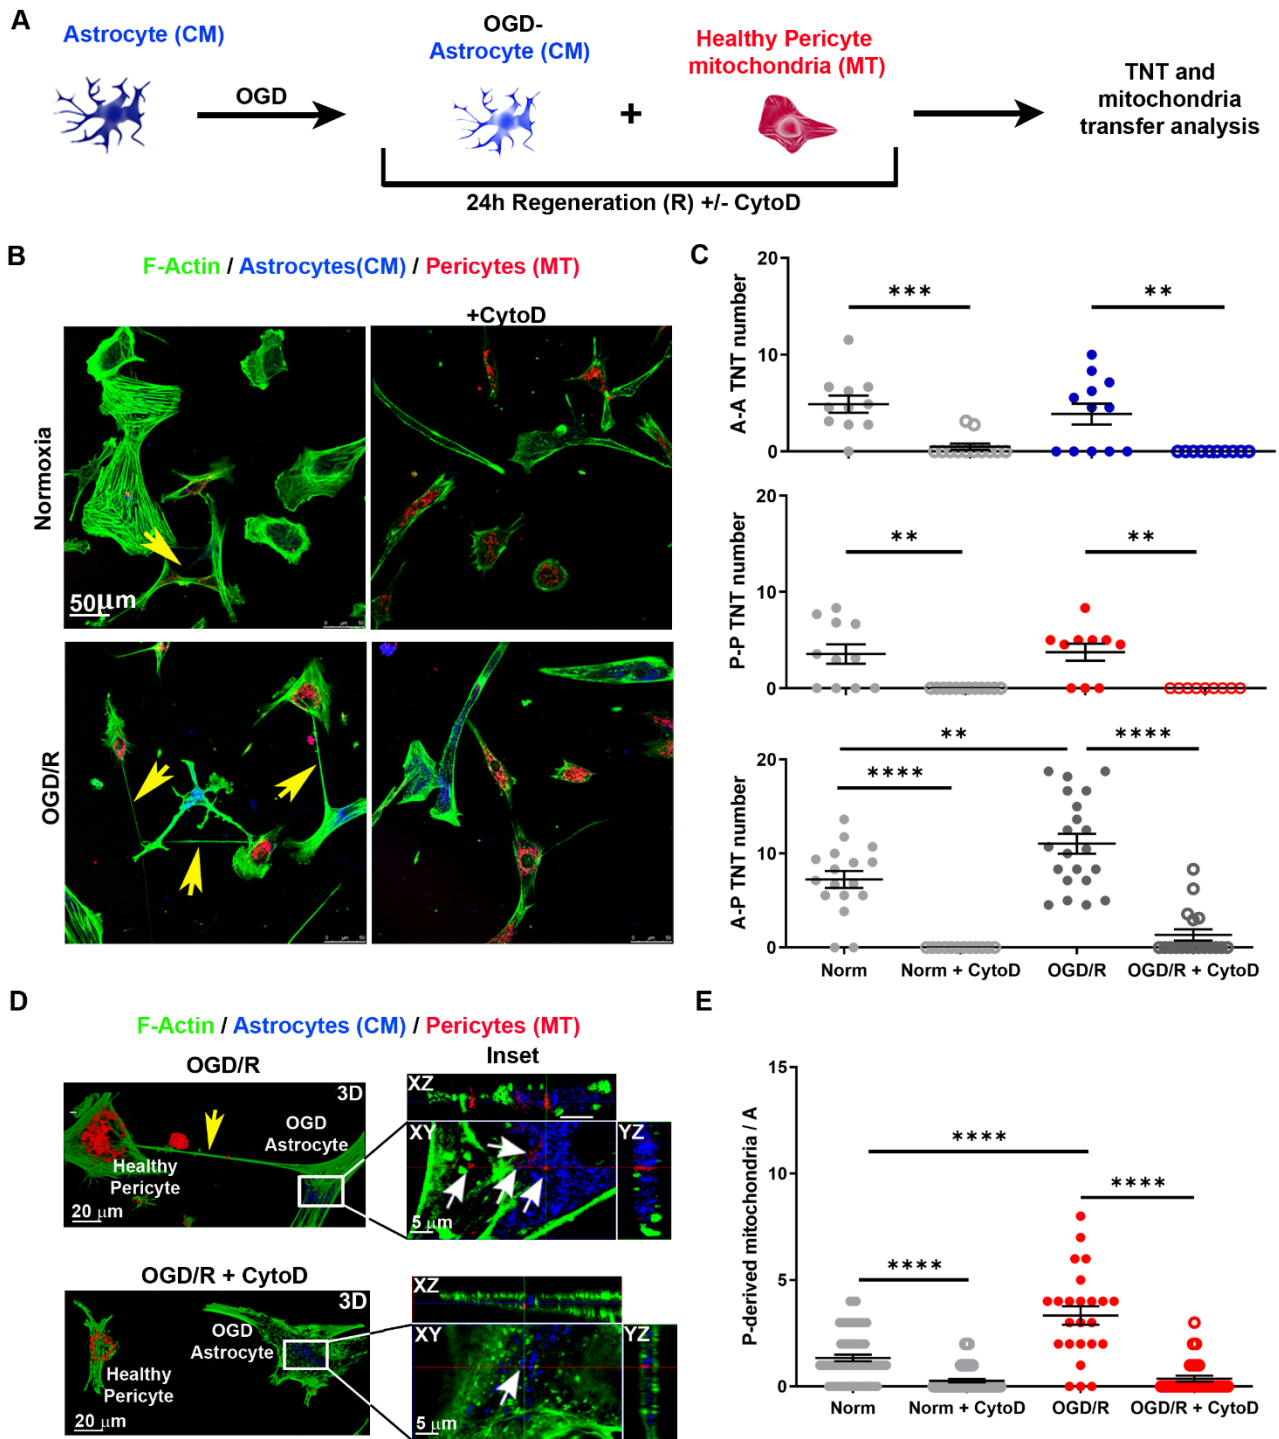 A
Astrocyte (CM)
OGD
OGD-
Astrocyte (CM)
+
Healthy Pericyte
mitochondria (MT)
TNT and
mitochondria
transfer analysis
24h Regeneration (R) +/- CytoD
B
F-Actin / Astrocytes(CM) / Pericytes (MT)
+CytoD
Normoxia
50μm
OGD/R
C
20
10
0
A-A TNT number
***
**
20
10
0
P-P TNT number
**
**
20
10
0
A-P TNT number
**
****
****
Norm
Norm + CytoD
OGD/R
OGD/R + CytoD
D
F-Actin / Astrocytes (CM) / Pericytes (MT)
OGD/R
Inset
3D
OGD
Astrocyte
Healthy
Pericyte
20 μm
XZ
XY
YZ
5 μm
OGD/R + CytoD
3D
OGD
Astrocyte
Healthy
Pericyte
20 μm
XZ
XY
YZ
5 μm
E
15
10
5
0
P-derived mitochondria / A
****
****
****
Norm
Norm + CytoD
OGD/R
OGD/R + CytoD